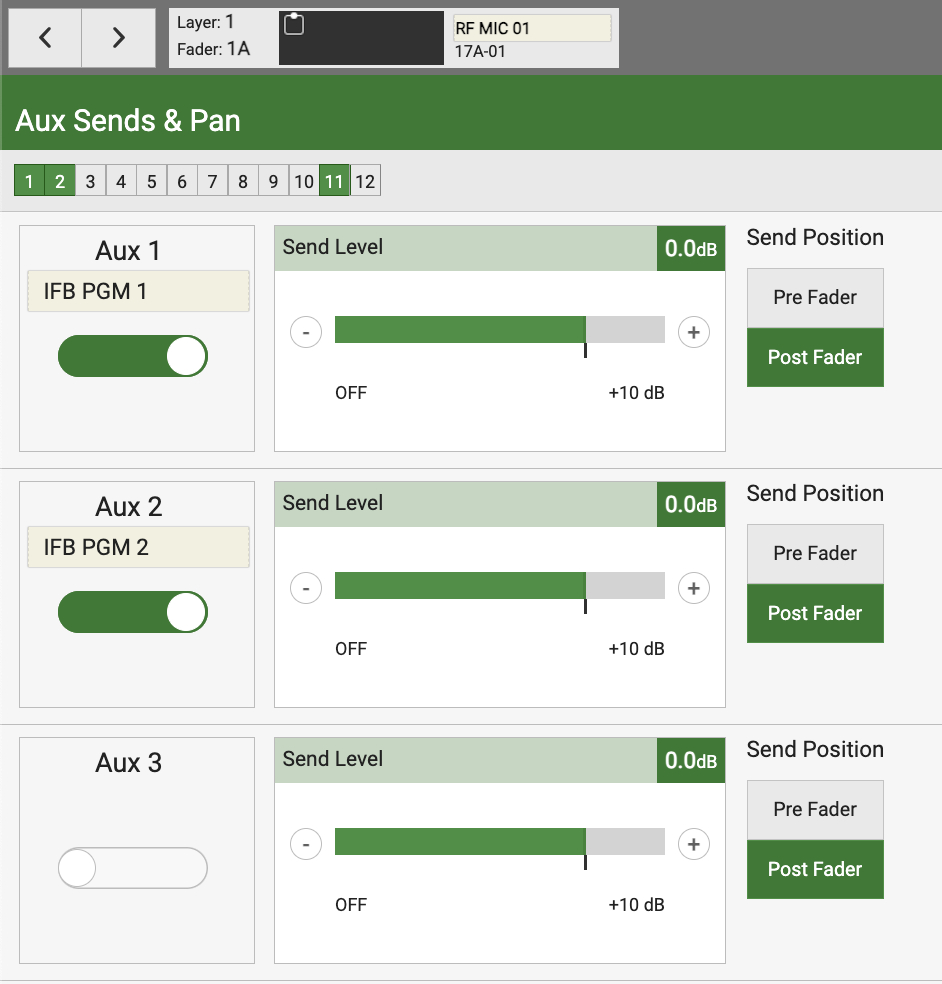 Layer: 1
Fader: 1A
RF MIC 01
17A-01
Aux Sends & Pan
1 2 3 4 5 6 7 8 9 10 11 12
Aux 1
IFB PGM 1
Send Level
0.0dB
-
+
OFF
+10 dB
Send Position
Pre Fader
Post Fader
Aux 2
IFB PGM 2
Send Level
0.0dB
-
+
OFF
+10 dB
Send Position
Pre Fader
Post Fader
Aux 3
Send Level
0.0dB
-
+
OFF
+10 dB
Send Position
Pre Fader
Post Fader